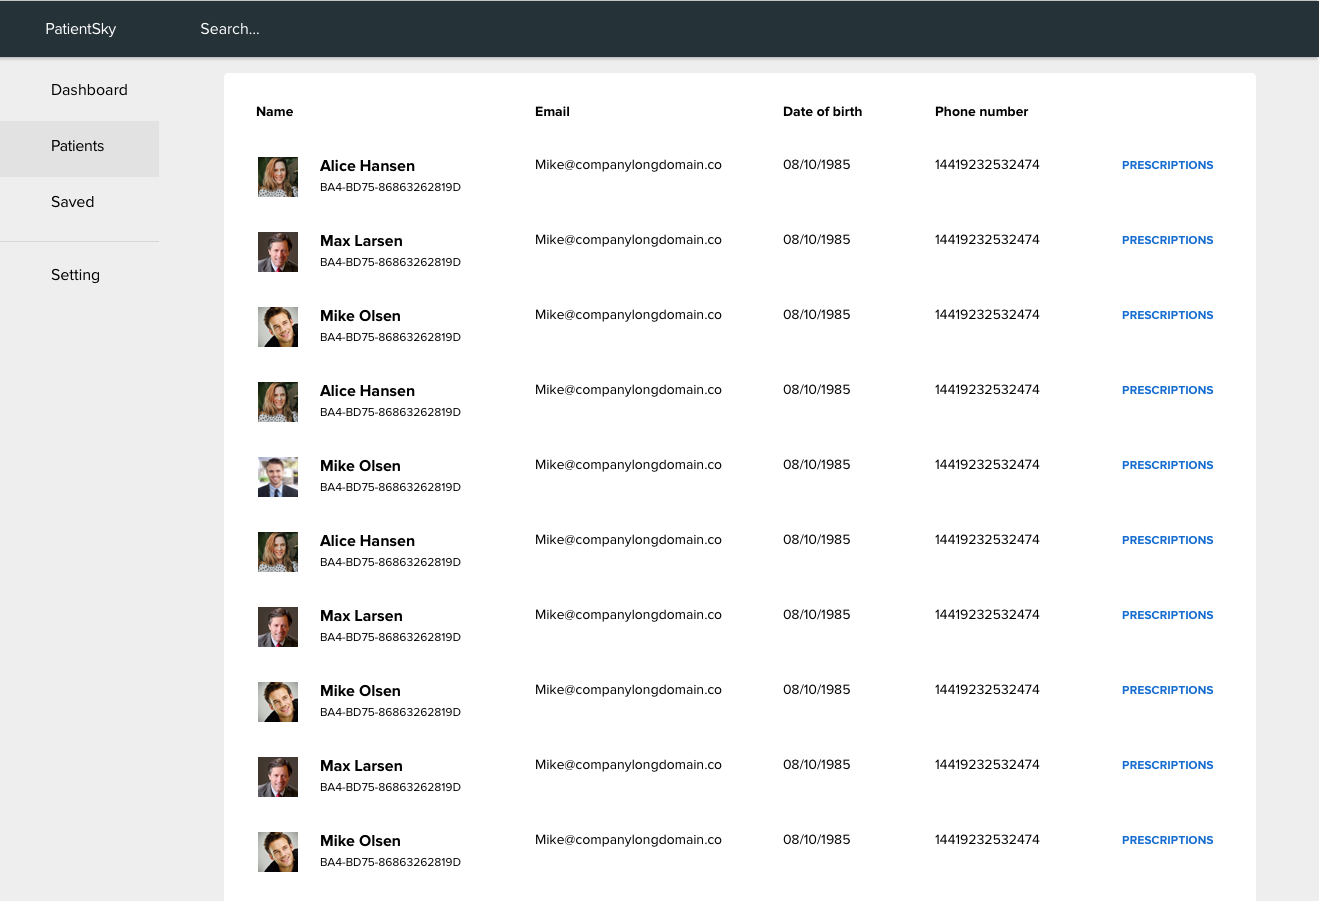 PatientSky Search...
Dashboard
Patients
Saved
Setting
Name Email Date of birth Phone number
Alice Hansen Mike@companylongdomain.co 08/10/1985 14419232532474 PRESCRIPTIONS
BA4-BD75-86863262819D
Max Larsen Mike@companylongdomain.co 08/10/1985 14419232532474 PRESCRIPTIONS
BA4-BD75-86863262819D
Mike Olsen Mike@companylongdomain.co 08/10/1985 14419232532474 PRESCRIPTIONS
BA4-BD75-86863262819D
Alice Hansen Mike@companylongdomain.co 08/10/1985 14419232532474 PRESCRIPTIONS
BA4-BD75-86863262819D
Mike Olsen Mike@companylongdomain.co 08/10/1985 14419232532474 PRESCRIPTIONS
BA4-BD75-86863262819D
Alice Hansen Mike@companylongdomain.co 08/10/1985 14419232532474 PRESCRIPTIONS
BA4-BD75-86863262819D
Max Larsen Mike@companylongdomain.co 08/10/1985 14419232532474 PRESCRIPTIONS
BA4-BD75-86863262819D
Mike Olsen Mike@companylongdomain.co 08/10/1985 14419232532474 PRESCRIPTIONS
BA4-BD75-86863262819D
Max Larsen Mike@companylongdomain.co 08/10/1985 14419232532474 PRESCRIPTIONS
BA4-BD75-86863262819D
Mike Olsen Mike@companylongdomain.co 08/10/1985 14419232532474 PRESCRIPTIONS
BA4-BD75-86863262819D